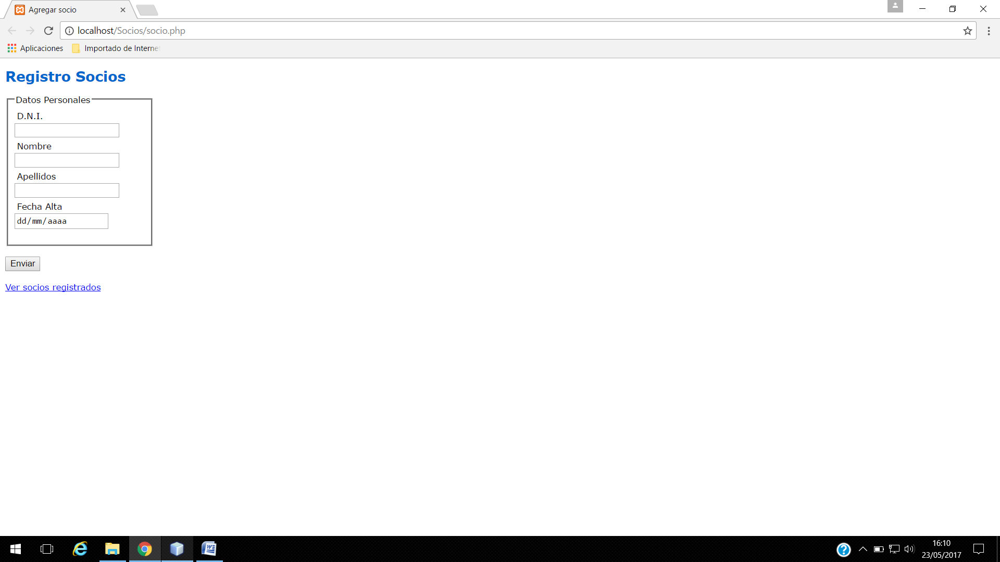 Agregar socio
localhost/Socios/socio.php
Aplicaciones Importado de Interne
Registro Socios
Datos Personales
D.N.I.
Nombre
Apellidos
Fecha Alta
dd/mm/aaaa
Enviar
Ver socios registrados
16:10
23/05/2017